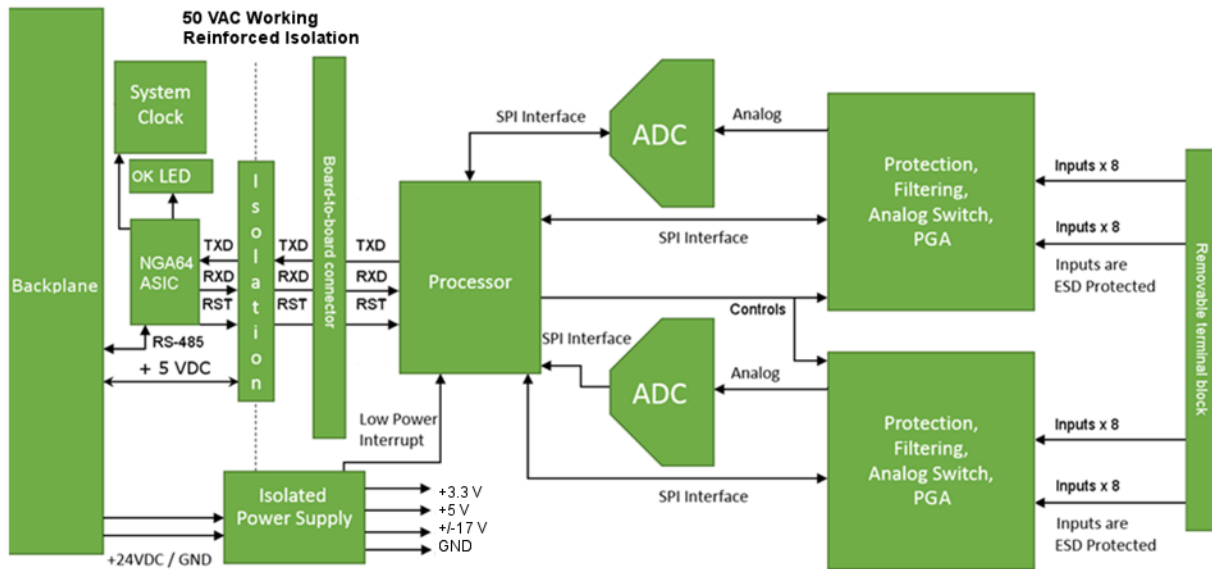 50 VAC Working
Reinforced Isolation
System
Clock
OK LED
NGA64
ASIC
Backplane
RS-485
+ 5 VDC
TXD
RXD
RST
Isolation
TXD
RXD
RST
Board-to-board connector
TXD
RXD
RST
Processor
Low Power
Interrupt
Isolated
Power Supply
+24VDC / GND
+3.3 V
+5 V
+/-17 V
GND
SPI Interface
ADC
Analog
SPI Interface
Controls
SPI Interface
ADC
Analog
SPI Interface
Protection,
Filtering,
Analog Switch,
PGA
Inputs x 8
Inputs x 8
Inputs are
ESD Protected
Protection,
Filtering,
Analog Switch,
PGA
Inputs x 8
Inputs x 8
Inputs are
ESD Protected
Removable terminal block